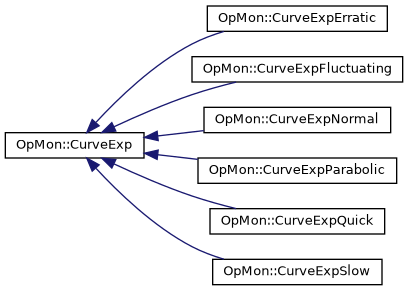 OpMon::CurveExpErratic
OpMon::CurveExpFluctuating
OpMon::CurveExpNormal
OpMon::CurveExp
OpMon::CurveExpParabolic
OpMon::CurveExpQuick
OpMon::CurveExpSlow